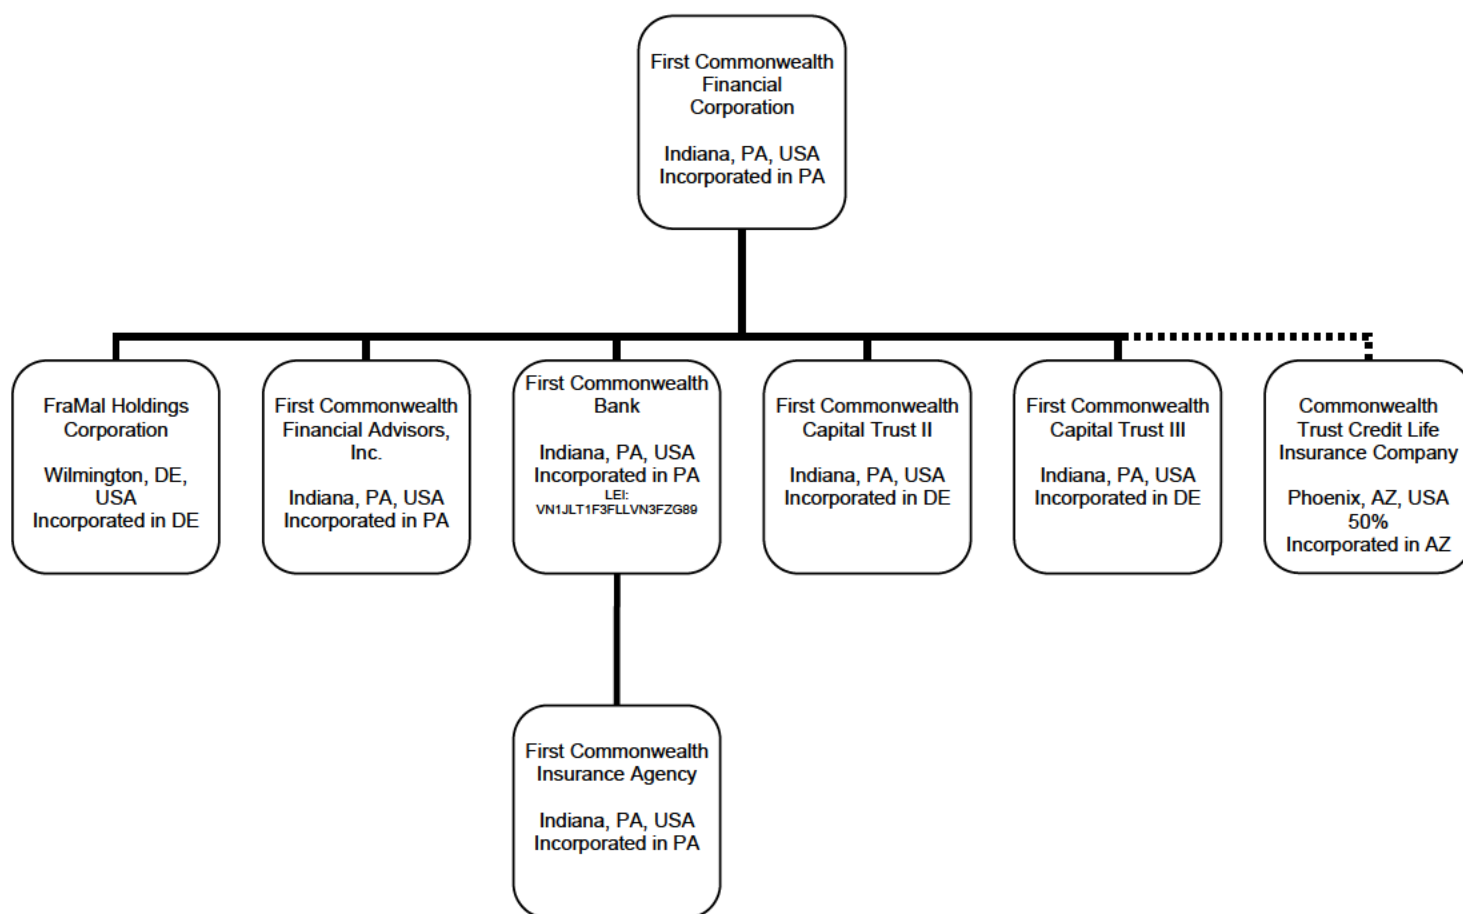 First Commonwealth
Financial
Corporation
Indiana, PA, USA
Incorporated in PA
FraMal Holdings
Corporation
Wilmington, DE,
USA
Incorporated in DE
First Commonwealth
Financial Advisors,
Inc.
Indiana, PA, USA
Incorporated in PA
First Commonwealth
Bank
Indiana, PA, USA
Incorporated in PA
LEI:
VN1JLT1F3FLLVN3FZG89
First Commonwealth
Capital Trust II
Indiana, PA, USA
Incorporated in DE
First Commonwealth
Capital Trust III
Indiana, PA, USA
Incorporated in DE
Commonwealth
Trust Credit Life
Insurance Company
Phoenix, AZ, USA
50%
Incorporated in AZ
First Commonwealth
Insurance Agency
Indiana, PA, USA
Incorporated in PA